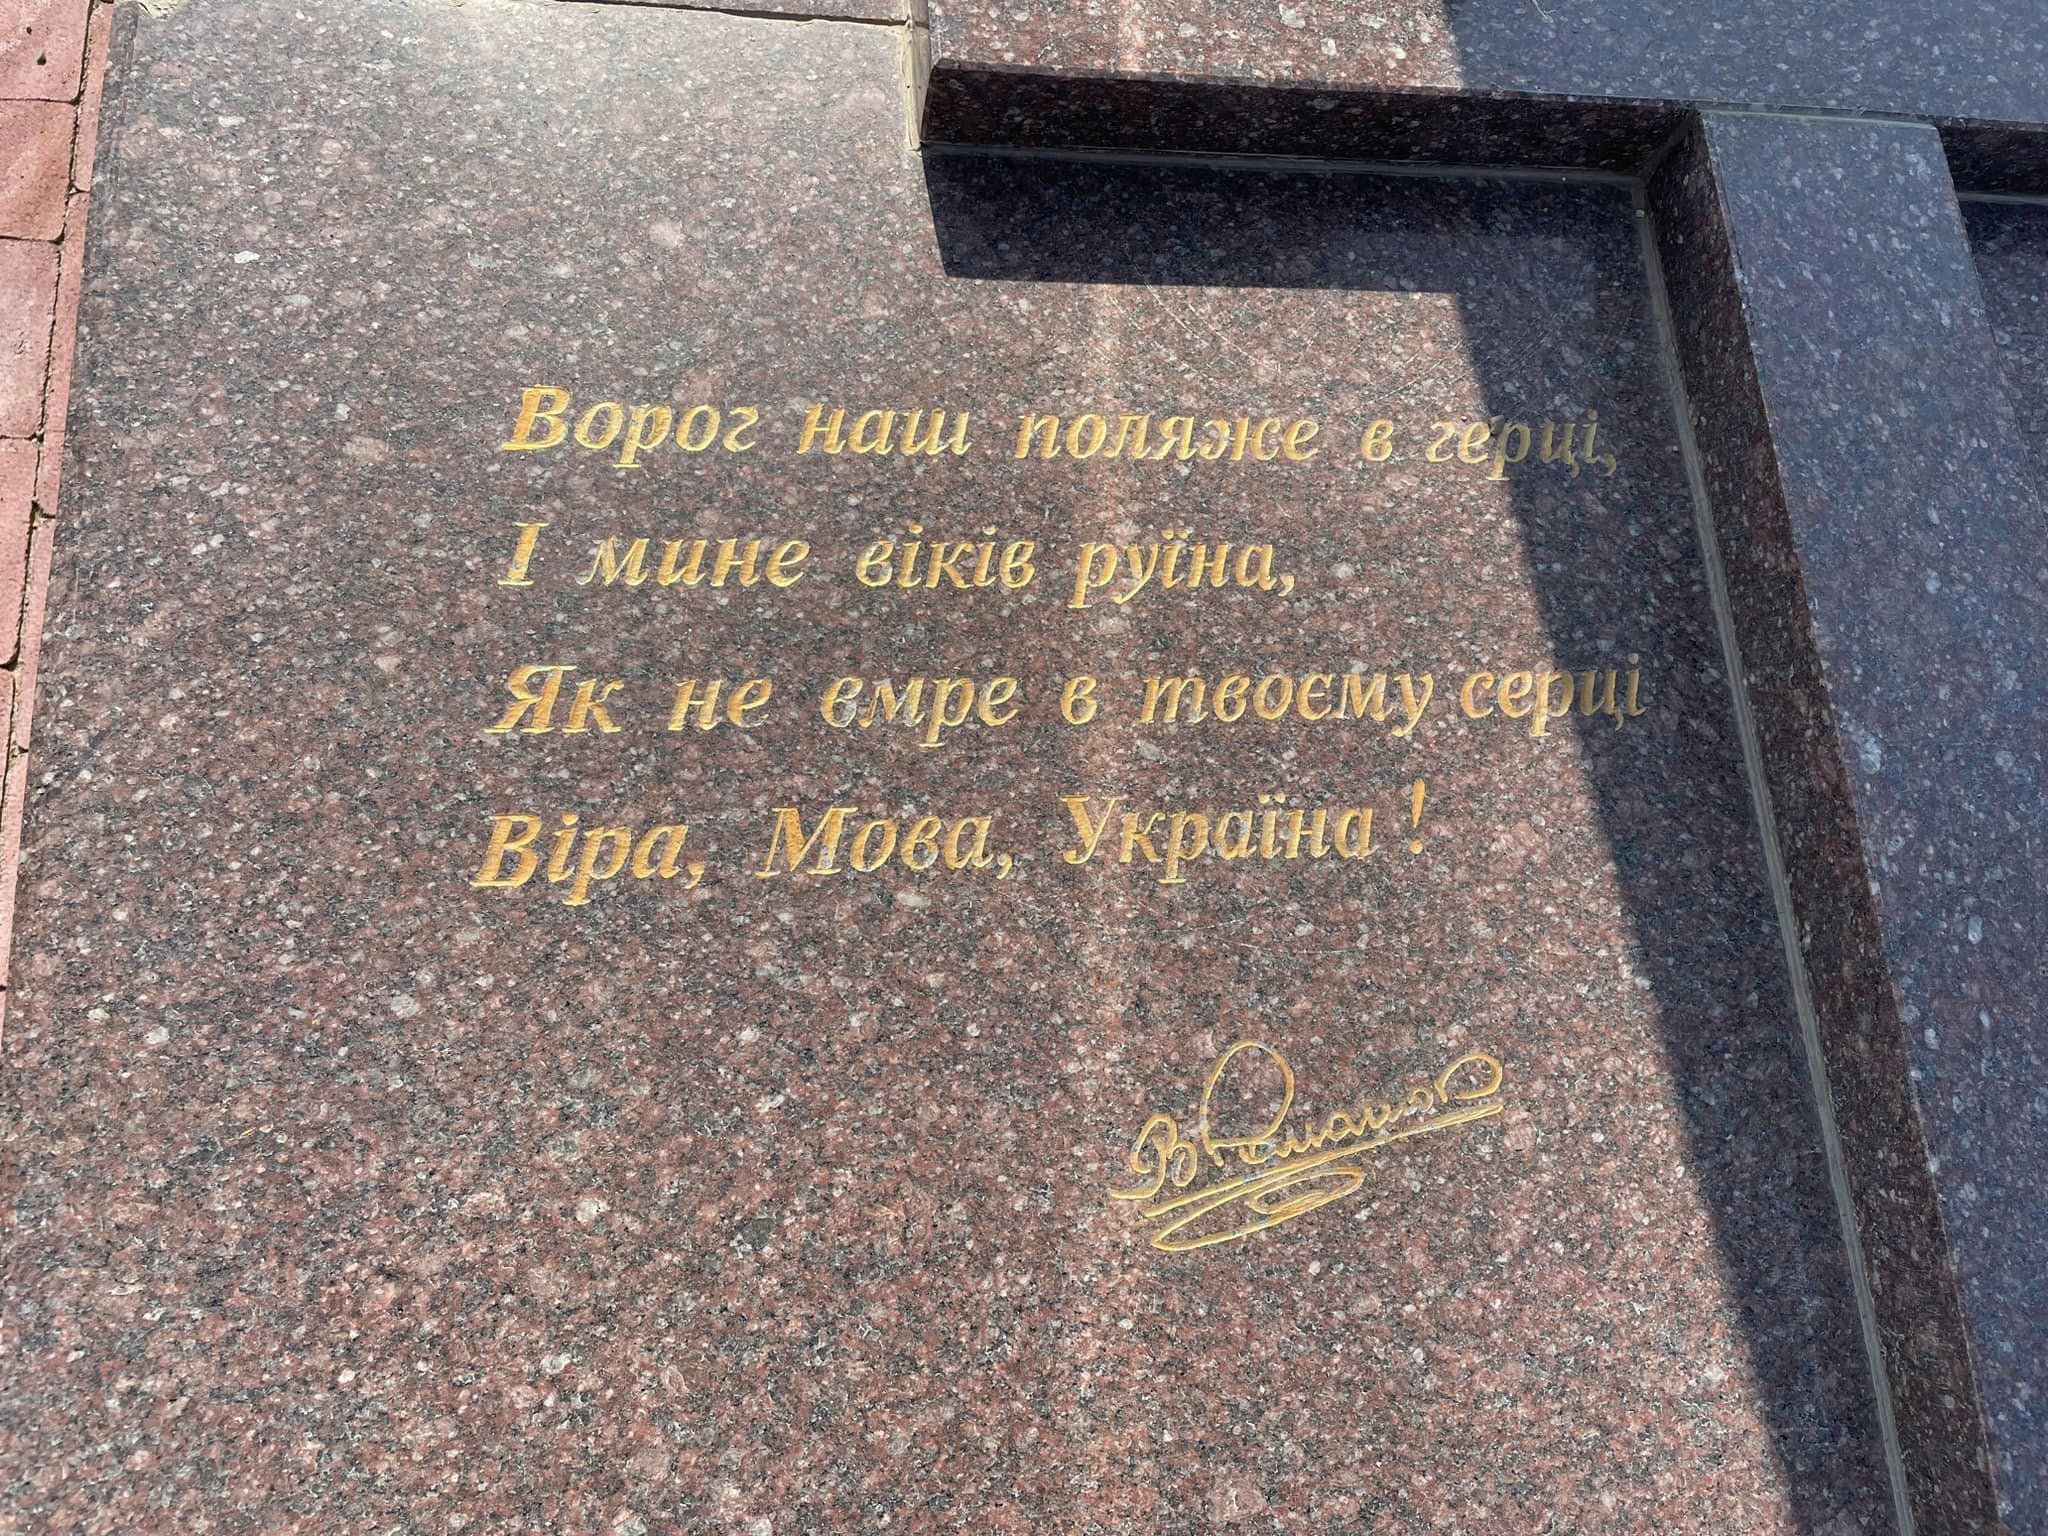 Ворог наш поляже в герці,
І мине віків руїна,
Як не вмре в твоєму серці
Віра, Мова, Україна!